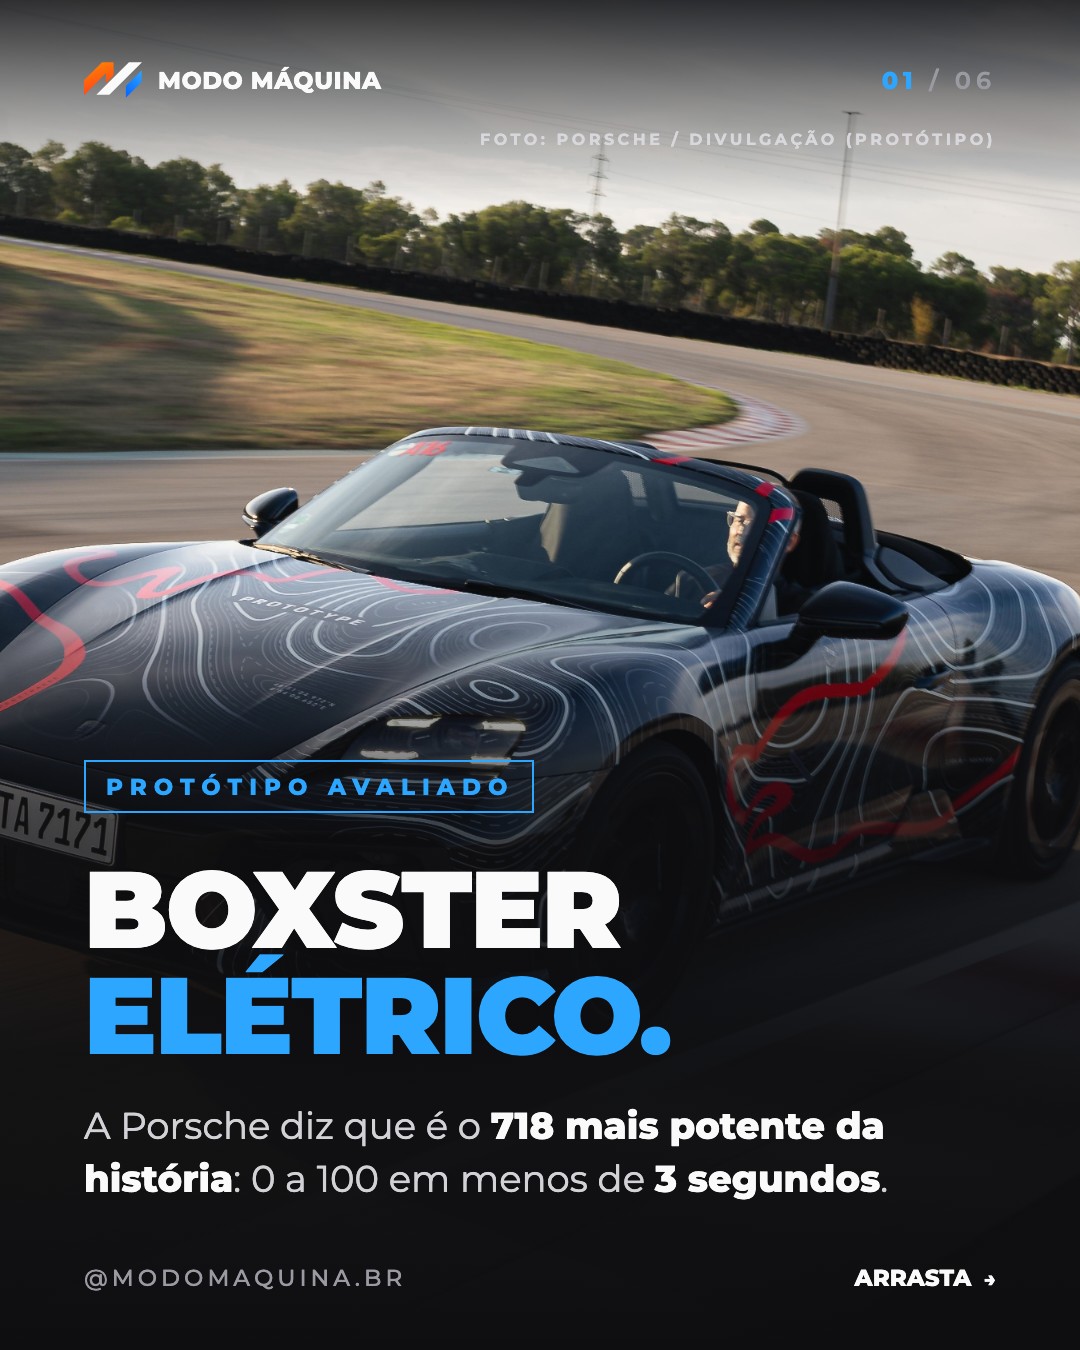 MODO MÁQUINA
01 / 06
FOTO: PORSCHE / DIVULGAÇÃO (PROTÓTIPO)
PROTOTYPE
PROTÓTIPO AVALIADO
TA 7171
BOXSTER
ELÉTRICO.
A Porsche diz que é o 718 mais potente da
história: 0 a 100 em menos de 3 segundos.
@MODOMAQUINA.BR
ARRASTA →